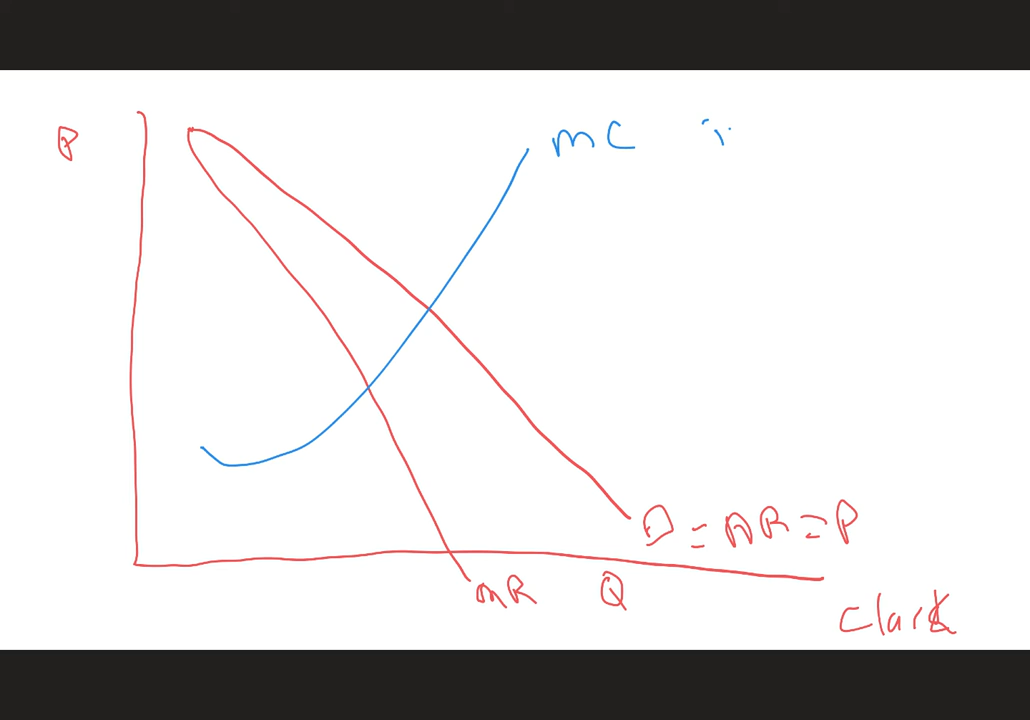 P
MC
D = AR = P
MR
Q
Clark